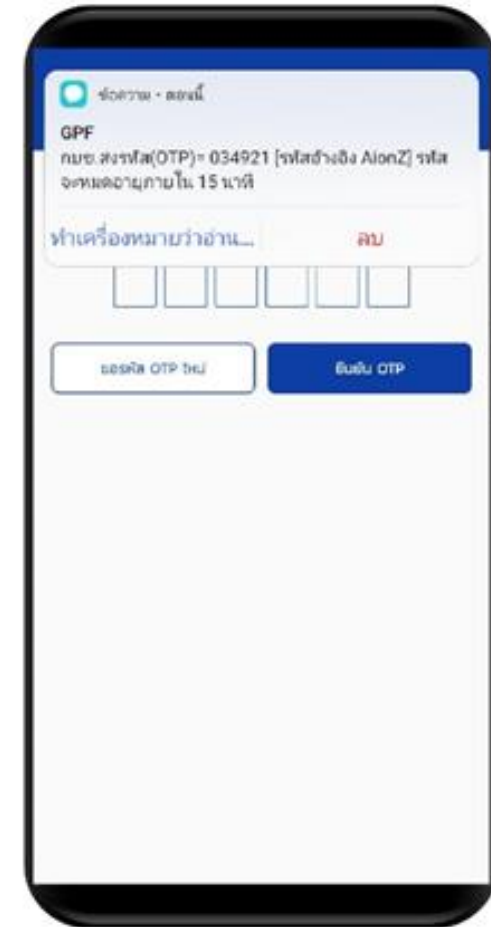 ข้อความ • ตอนนี้
GPF
กบข.ส่งรหัส(OTP)= 034921 [รหัสอ้างอิง AionZ] รหัส
จะหมดอายุภายใน 15 นาที
ทำเครื่องหมายว่าอ่าน... ลบ
ขอรหัส OTP ใหม่ ยืนยัน OTP